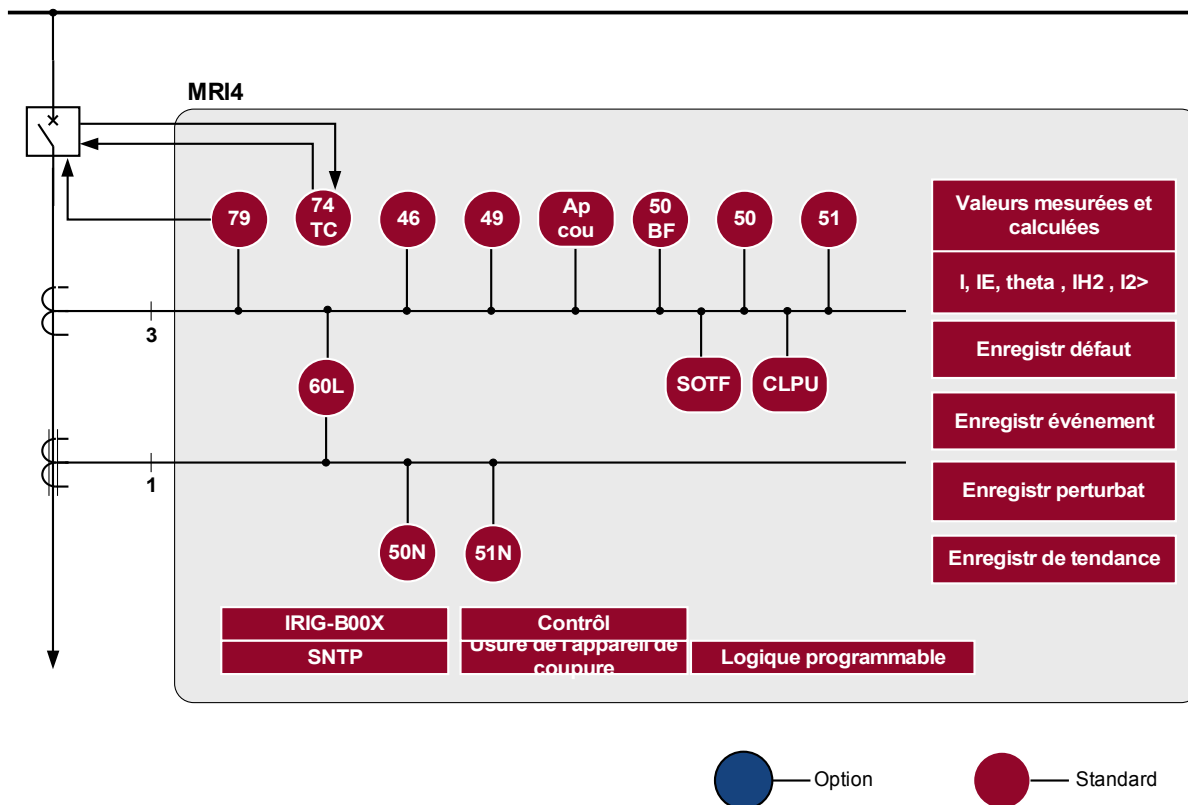 MRI4
79
74
TC
46
49
Ap
cou
50
BF
50
51
Valeurs mesurées et
calculées
I, IE, theta , IH2 , I2>
3
Enregistr défaut
60L
SOTF
CLPU
Enregistr événement
1
Enregistr perturbat
50N
51N
Enregistr de tendance
IRIG-B00X
Contrôl
SNTP
Usure de l'appareil de
coupure
Logique programmable
Option
Standard